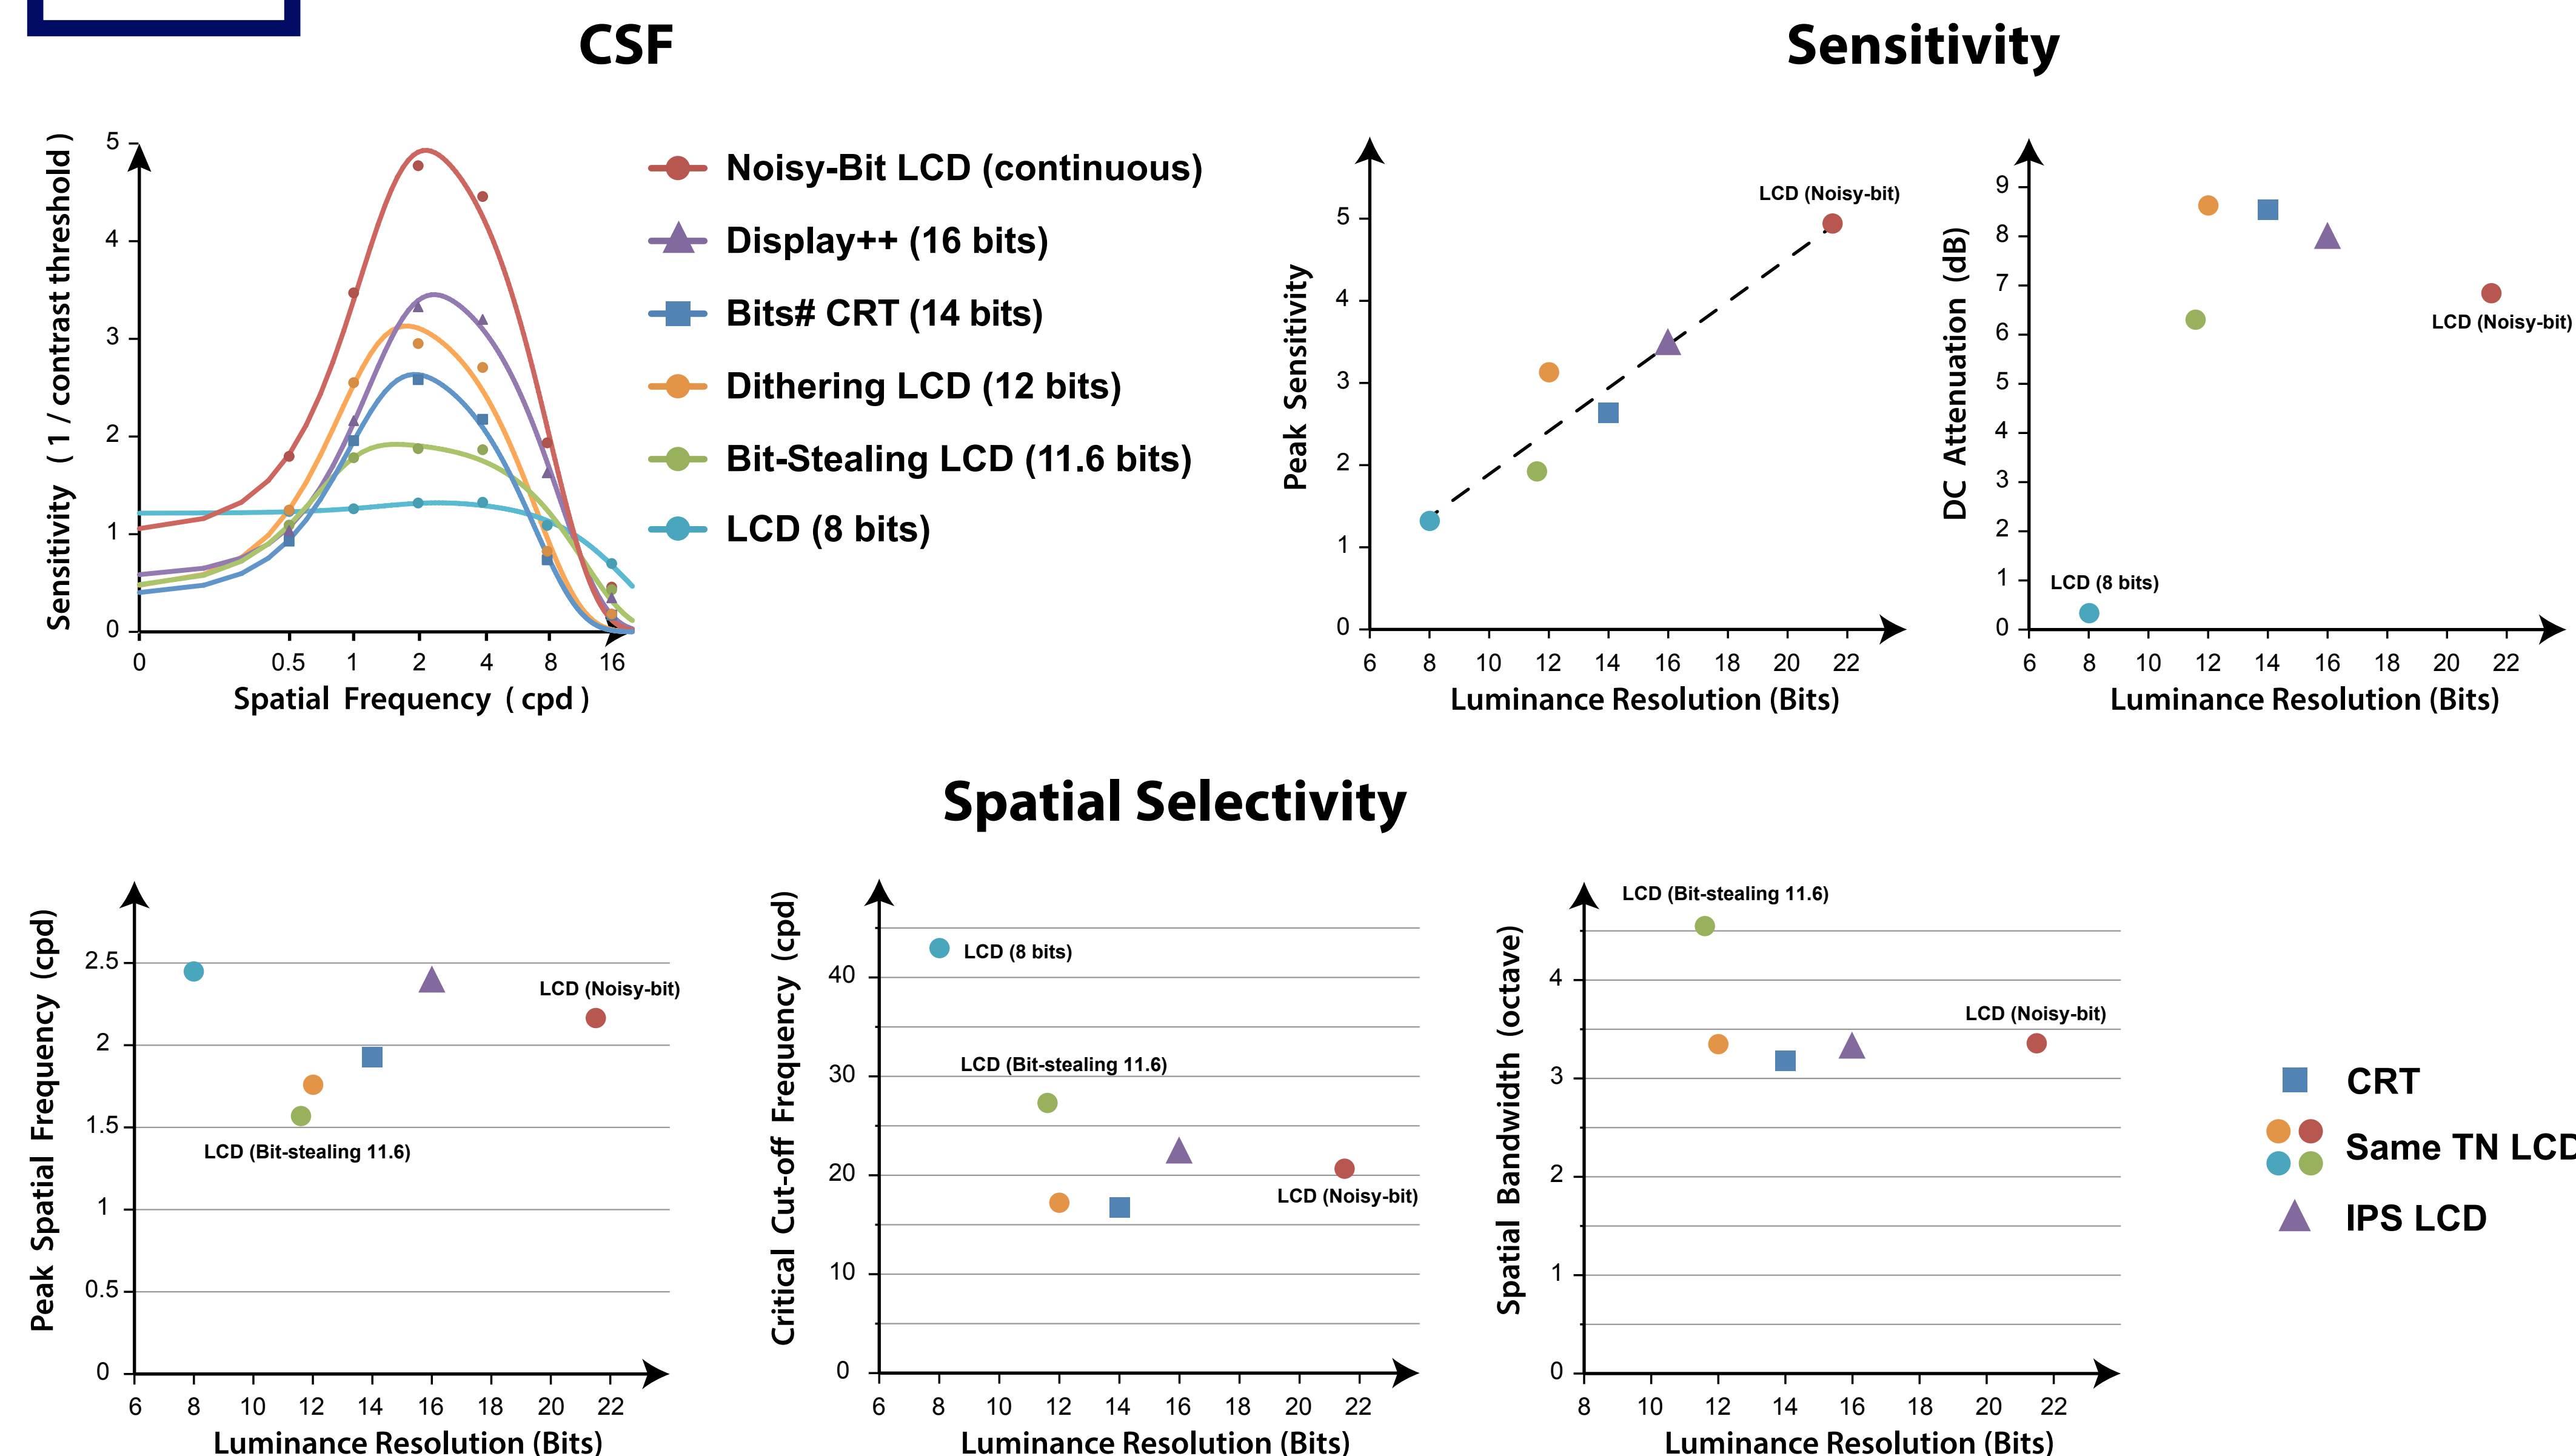 CSF
Sensitivity
Sensitivity ( 1 / contrast threshold )
5
4
3
2
1
0
0 0.5 1 2 4 8 16
Spatial Frequency ( cpd )
Noisy-Bit LCD (continuous)
Display++ (16 bits)
Bits# CRT (14 bits)
Dithering LCD (12 bits)
Bit-Stealing LCD (11.6 bits)
LCD (8 bits)
Peak Sensitivity
5
4
3
2
1
0
LCD (Noisy-bit)
6 8 10 12 14 16 18 20 22
Luminance Resolution (Bits)
DC Attenuation (dB)
9
8
7
6
5
4
3
2
1
0
LCD (Noisy-bit)
LCD (8 bits)
6 8 10 12 14 16 18 20 22
Luminance Resolution (Bits)
Spatial Selectivity
Peak Spatial Frequency (cpd)
2.5
2
1.5
1
0.5
0
LCD (Noisy-bit)
LCD (Bit-stealing 11.6)
6 8 10 12 14 16 18 20 22
Luminance Resolution (Bits)
Critical Cut-off Frequency (cpd)
40
30
20
10
0
LCD (8 bits)
LCD (Bit-stealing 11.6)
LCD (Noisy-bit)
6 8 10 12 14 16 18 20 22
Luminance Resolution (Bits)
Spatial Bandwidth (octave)
4
3
2
1
0
LCD (Bit-stealing 11.6)
LCD (Noisy-bit)
8 10 12 14 16 18 20 22
Luminance Resolution (Bits)
CRT
Same TN LCD
IPS LCD